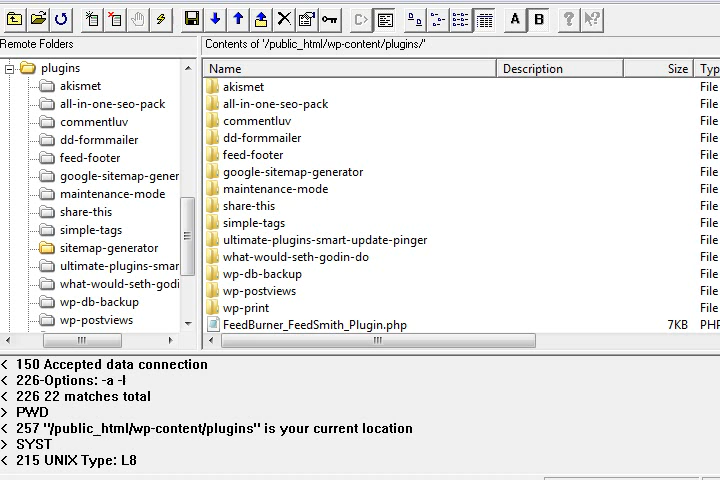 A B
Remote Folders
Contents of '/public_html/wp-content/plugins/'
plugins
akismet
all-in-one-seo-pack
commentluv
dd-formmailer
feed-footer
google-sitemap-gener
maintenance-mode
share-this
simple-tags
sitemap-generator
ultimate-plugins-smar
what-would-seth-godi
wp-db-backup
wp-postviews
Name Description Size Typ
akismet File
all-in-one-seo-pack File
commentluv File
dd-formmailer File
feed-footer File
google-sitemap-generator File
maintenance-mode File
share-this File
simple-tags File
ultimate-plugins-smart-update-pinger File
what-would-seth-godin-do File
wp-db-backup File
wp-postviews File
wp-print File
FeedBurner_FeedSmith_Plugin.php 7KB PHP
< 150 Accepted data connection
< 226-Options: -a -l
< 226 22 matches total
> PWD
< 257 "/public_html/wp-content/plugins" is your current location
> SYST
< 215 UNIX Type: L8